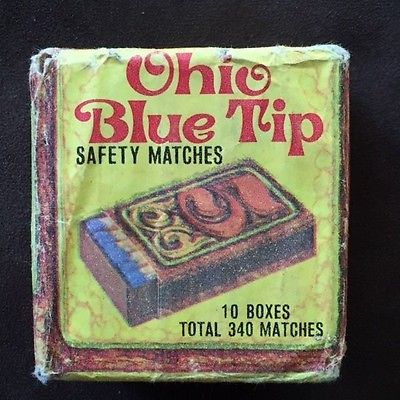 Ohio
Blue Tip
SAFETY MATCHES
10 BOXES
TOTAL 340 MATCHES